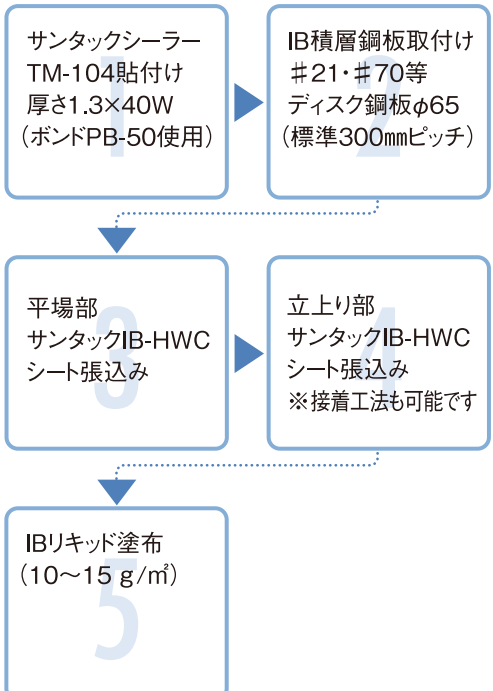 1
サンタックシーラー
TM-104貼付け
厚さ1.3×40W
（ボンドPB-50使用）
2
IB積層鋼板取付け
♯21・♯70等
ディスク鋼板φ65
（標準300㎜ピッチ）
3
平場部
サンタックIB-HWC
シート張込み
4
立上り部
サンタックIB-HWC
シート張込み
※接着工法も可能です
5
IBリキッド塗布
（10〜15 g/㎡）